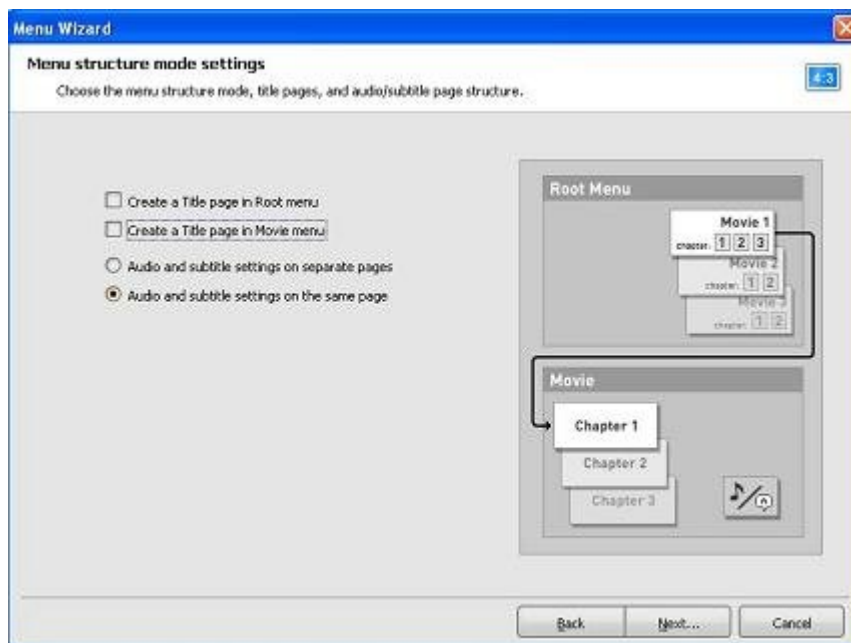 Menu Wizard
Menu structure mode settings
Choose the menu structure mode, title pages, and audio/subtitle page structure.
4:3
Create a Title page in Root menu
Create a Title page in Movie menu
Audio and subtitle settings on separate pages
Audio and subtitle settings on the same page
Root Menu
Movie 1
chapter: 1 2 3
Movie 2
chapter: 1 2
Movie 3
chapter: 1 2
Movie
Chapter 1
Chapter 2
Chapter 3
Back Next... Cancel